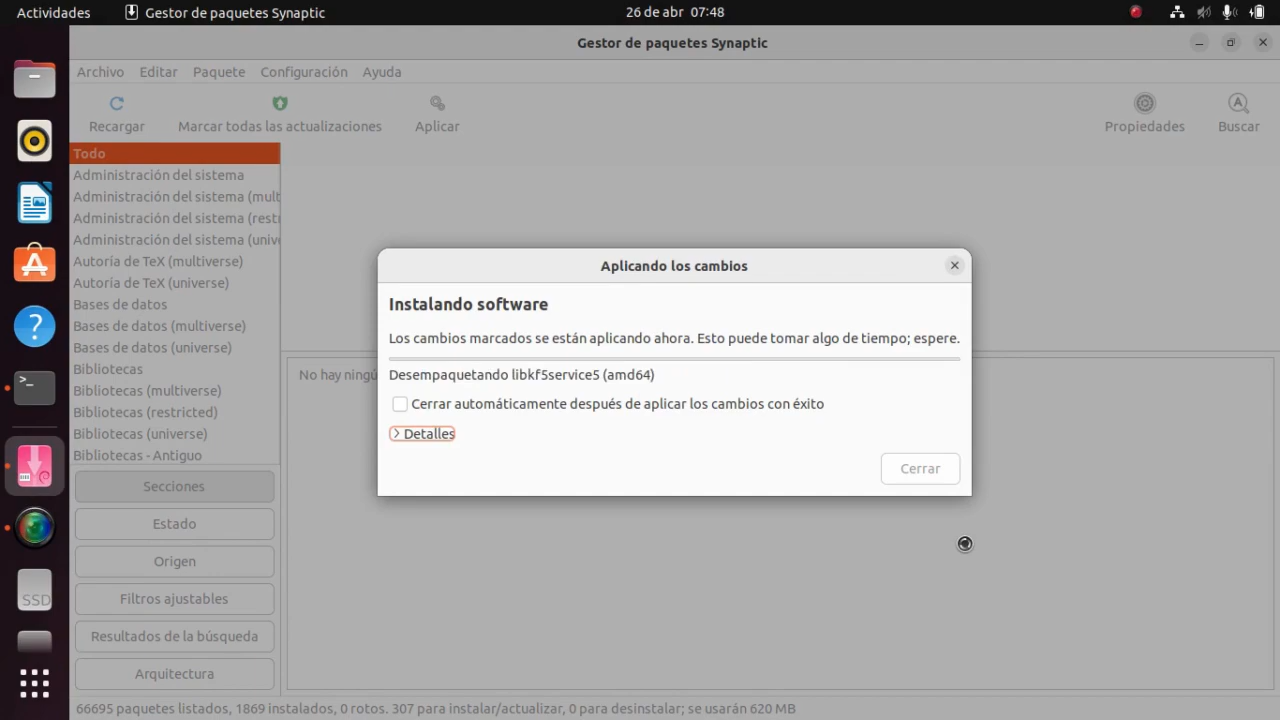 Actividades
Gestor de paquetes Synaptic
26 de abr 07:48
Gestor de paquetes Synaptic
Archivo Editar Paquete Configuración Ayuda
Recargar
Marcar todas las actualizaciones
Aplicar
Propiedades
Buscar
Todo
Administración del sistema
Administración del sistema (mult
Administración del sistema (restr
Administración del sistema (unive
Autoría de TeX (multiverse)
Autoría de TeX (universe)
Bases de datos
Bases de datos (multiverse)
Bases de datos (universe)
Bibliotecas
Bibliotecas (multiverse)
Bibliotecas (restricted)
Bibliotecas (universe)
Bibliotecas - Antiguo
Secciones
Estado
Origen
Filtros ajustables
Resultados de la búsqueda
Arquitectura
No hay ningú
Aplicando los cambios
Instalando software
Los cambios marcados se están aplicando ahora. Esto puede tomar algo de tiempo; espere.
Desempaquetando libkf5service5 (amd64)
Cerrar automáticamente después de aplicar los cambios con éxito
Detalles
Cerrar
SSD
66695 paquetes listados, 1869 instalados, 0 rotos. 307 para instalar/actualizar, 0 para desinstalar; se usarán 620 MB